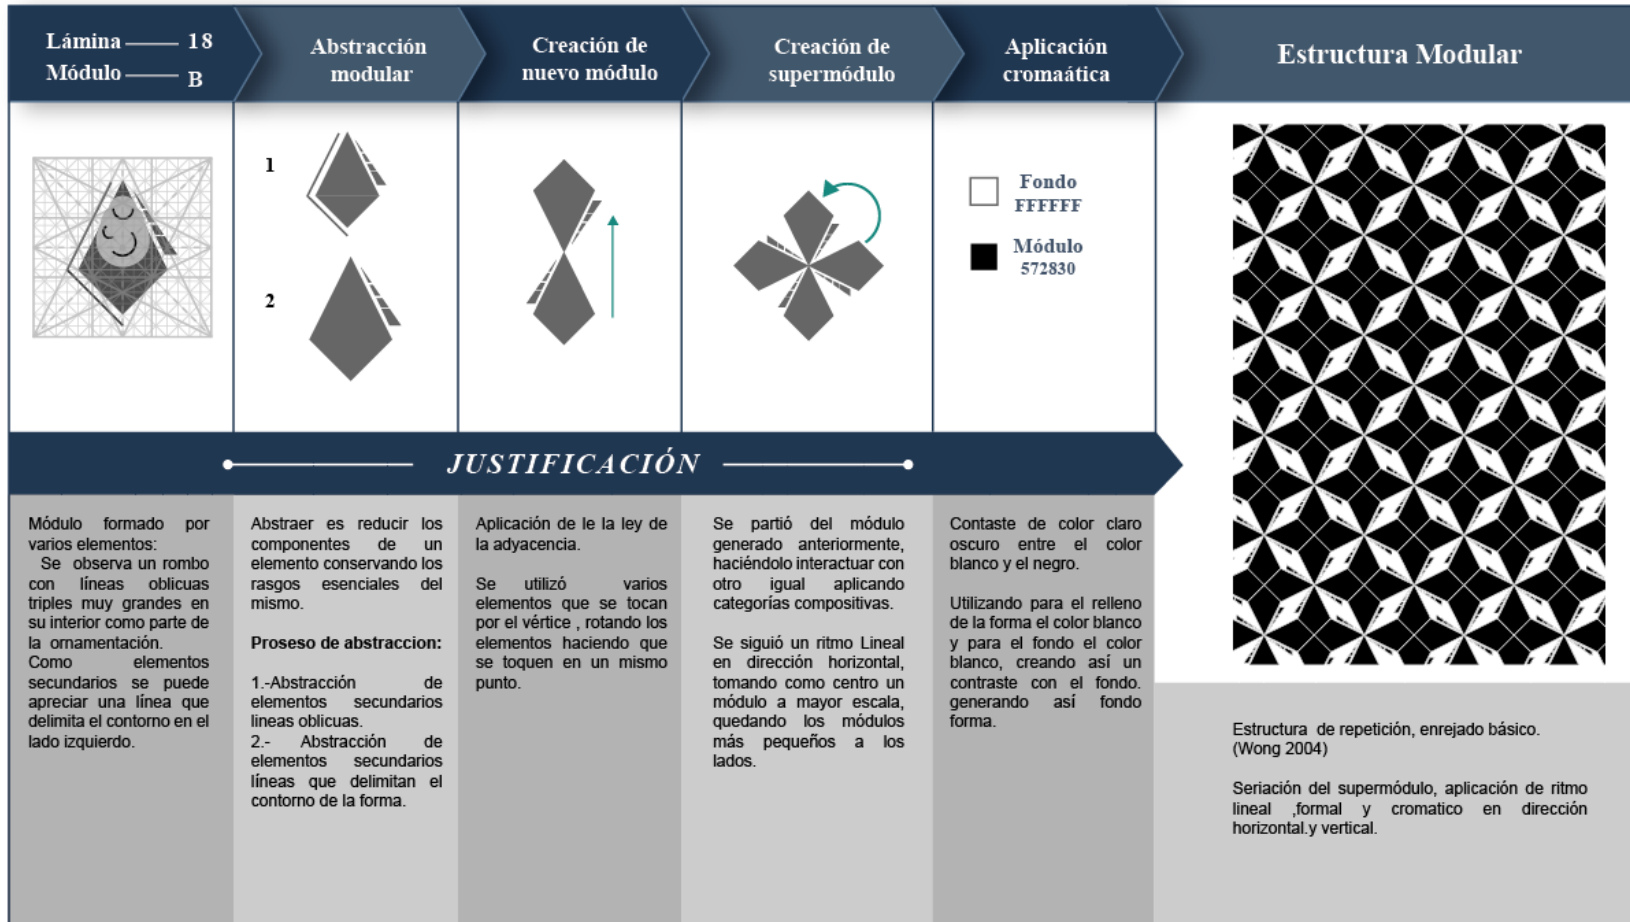 Lámina 18
Módulo B
Abstracción
modular
Creación de
nuevo módulo
Creación de
supermódulo
Aplicación
cromaática
Estructura Modular
1
2
Fondo
FFFFFF
Módulo
572830
JUSTIFICACIÓN
Módulo formado por
varios elementos:
Se observa un rombo
con líneas oblicuas
triples muy grandes en
su interior como parte de
la ornamentación.
Como elementos
secundarios se puede
apreciar una línea que
delimita el contorno en el
lado izquierdo.
Abstraer es reducir los
componentes de un
elemento conservando los
rasgos esenciales del
mismo.
Proseso de abstraccion:
1.-Abstracción de
elementos secundarios
lineas oblicuas.
2.- Abstracción de
elementos secundarios
líneas que delimitan el
contorno de la forma.
Aplicación de le la ley de
la adyacencia.
Se utilizó varios
elementos que se tocan
por el vértice , rotando los
elementos haciendo que
se toquen en un mismo
punto.
Se partió del módulo
generado anteriormente,
haciéndolo interactuar con
otro igual aplicando
categorías compositivas.
Se siguió un ritmo Lineal
en dirección horizontal,
tomando como centro un
módulo a mayor escala,
quedando los módulos
más pequeños a los
lados.
Contaste de color claro
oscuro entre el color
blanco y el negro.
Utilizando para el relleno
de la forma el color blanco
y para el fondo el color
blanco, creando así un
contraste con el fondo.
generando así fondo
forma.
Estructura de repetición, enrejado básico.
(Wong 2004)
Seriación del supermódulo, aplicación de ritmo
lineal ,formal y cromatico en dirección
horizontal.y vertical.